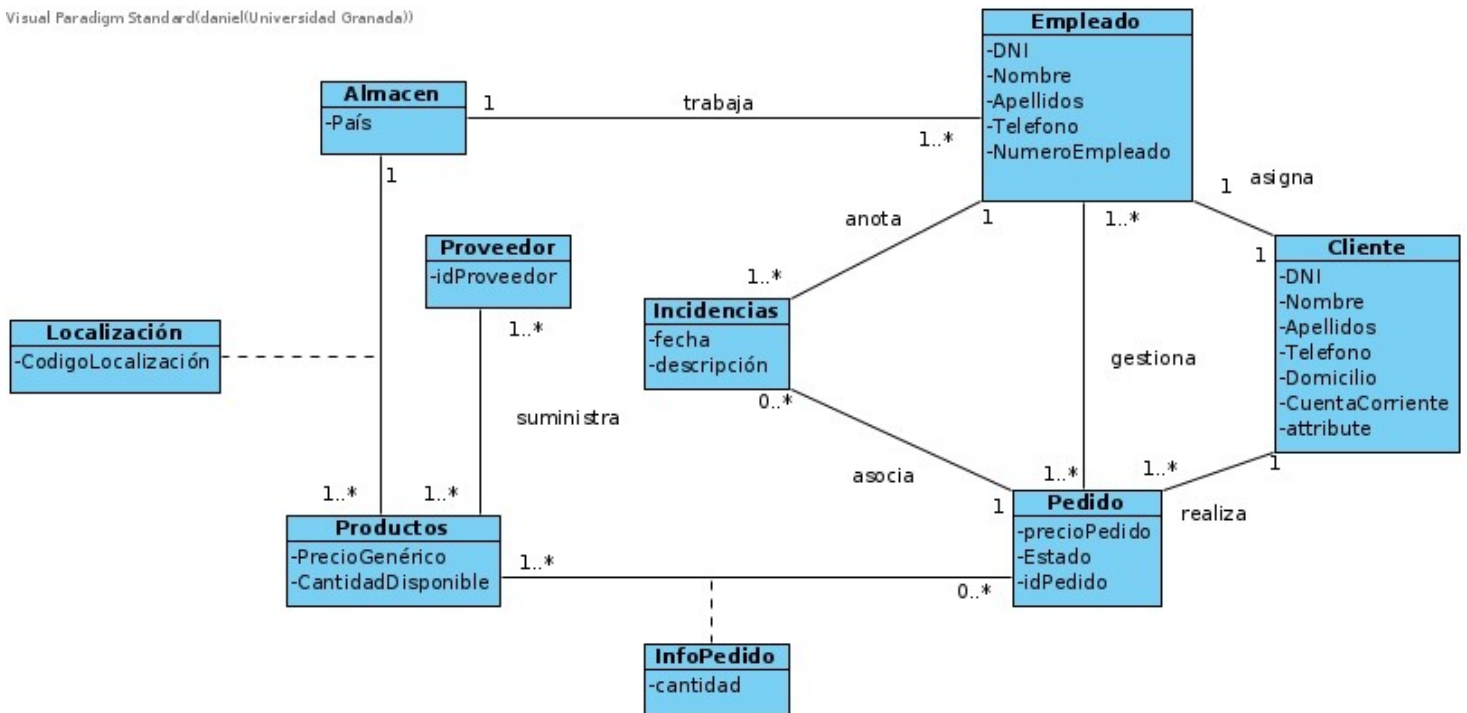 Visual Paradigm Standard(daniel(Universidad Granada))
Empleado
-DNI
-Nombre
-Apellidos
-Telefono
-NumeroEmpleado
Almacen
-País
1
trabaja
1..*
1
1
asigna
1
anota
1
1..*
Proveedor
-idProveedor
1..*
Cliente
-DNI
-Nombre
-Apellidos
-Telefono
-Domicilio
-CuentaCorriente
-attribute
1..*
Incidencias
-fecha
-descripción
0..*
Localización
-CodigoLocalización
gestiona
suministra
asocia
1..*
1..*
1
realiza
1..*
1..*
1
Pedido
-precioPedido
-Estado
-idPedido
Productos
-PrecioGenérico
-CantidadDisponible
1..*
0..*
InfoPedido
-cantidad